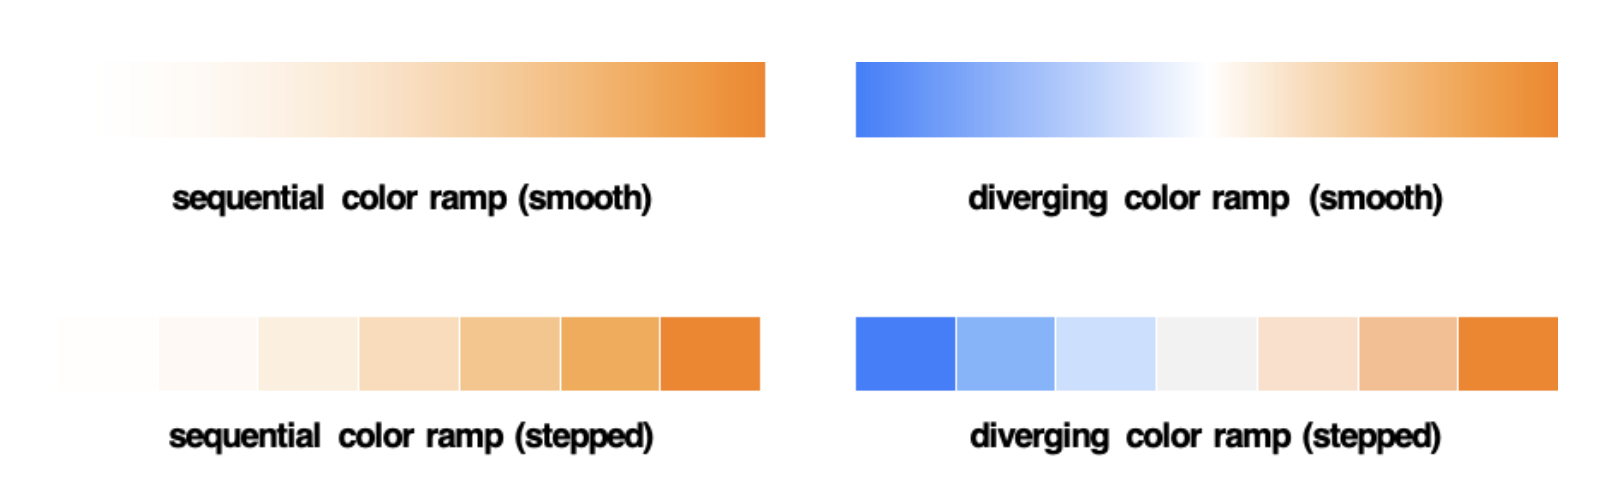 sequential color ramp (smooth)
diverging color ramp (smooth)
sequential color ramp (stepped)
diverging color ramp (stepped)